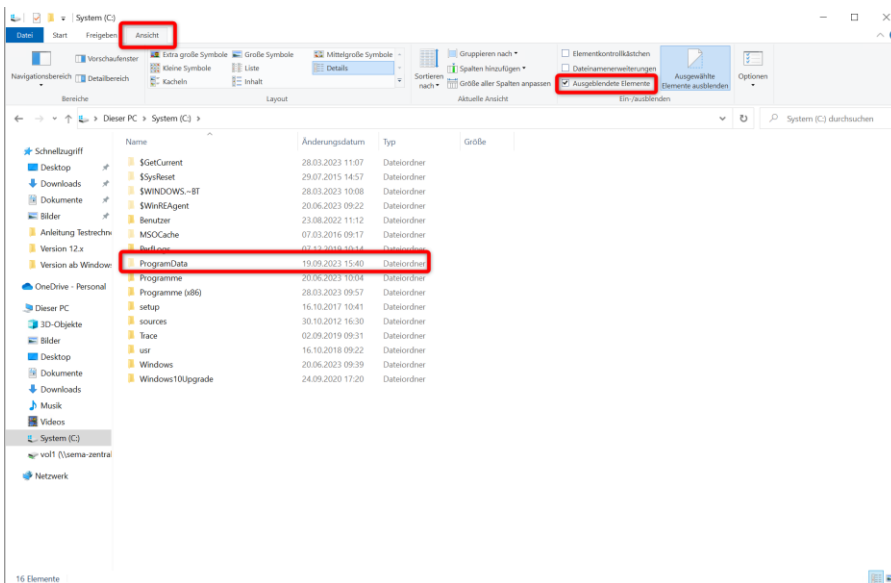 System (C:)
Datei Start Freigeben Ansicht
Navigationsbereich
Vorschaufenster
Detailbereich
Bereiche
Extra große Symbole Große Symbole Mittelgroße Symbole
Kleine Symbole Liste Details
Kacheln Inhalt
Layout
Sortieren nach
Gruppieren nach
Spalten hinzufügen
Größe aller Spalten anpassen
Aktuelle Ansicht
Elementkontrollkästchen
Dateinamenerweiterungen
Ausgeblendete Elemente
Ausgewählte
Elemente ausblenden
Ein-/ausblenden
Optionen
Dieser PC > System (C:) >
System (C:) durchsuchen
Schnellzugriff
Desktop
Downloads
Dokumente
Bilder
Anleitung Testrechn
Version 12.x
Version ab Window
OneDrive - Personal
Dieser PC
3D-Objekte
Bilder
Desktop
Dokumente
Downloads
Musik
Videos
System (C:)
vol1 (\\sema-zentral
Netzwerk
Name Änderungsdatum Typ Größe
$GetCurrent 28.03.2023 11:07 Dateiordner
$SysReset 29.07.2015 14:57 Dateiordner
$WINDOWS.~BT 28.03.2023 10:08 Dateiordner
$WinREAgent 20.06.2023 09:22 Dateiordner
Benutzer 23.08.2022 11:12 Dateiordner
MSOCache 07.03.2016 09:17 Dateiordner
PerfLogs 07.12.2019 10:14 Dateiordner
ProgramData 19.09.2023 15:40 Dateiordner
Programme 20.06.2023 10:04 Dateiordner
Programme (x86) 28.03.2023 09:57 Dateiordner
setup 16.10.2017 10:41 Dateiordner
sources 30.10.2012 16:30 Dateiordner
Trace 02.09.2019 09:31 Dateiordner
usr 16.10.2018 09:22 Dateiordner
Windows 20.06.2023 09:39 Dateiordner
Windows10Upgrade 24.09.2020 17:20 Dateiordner
16 Elemente